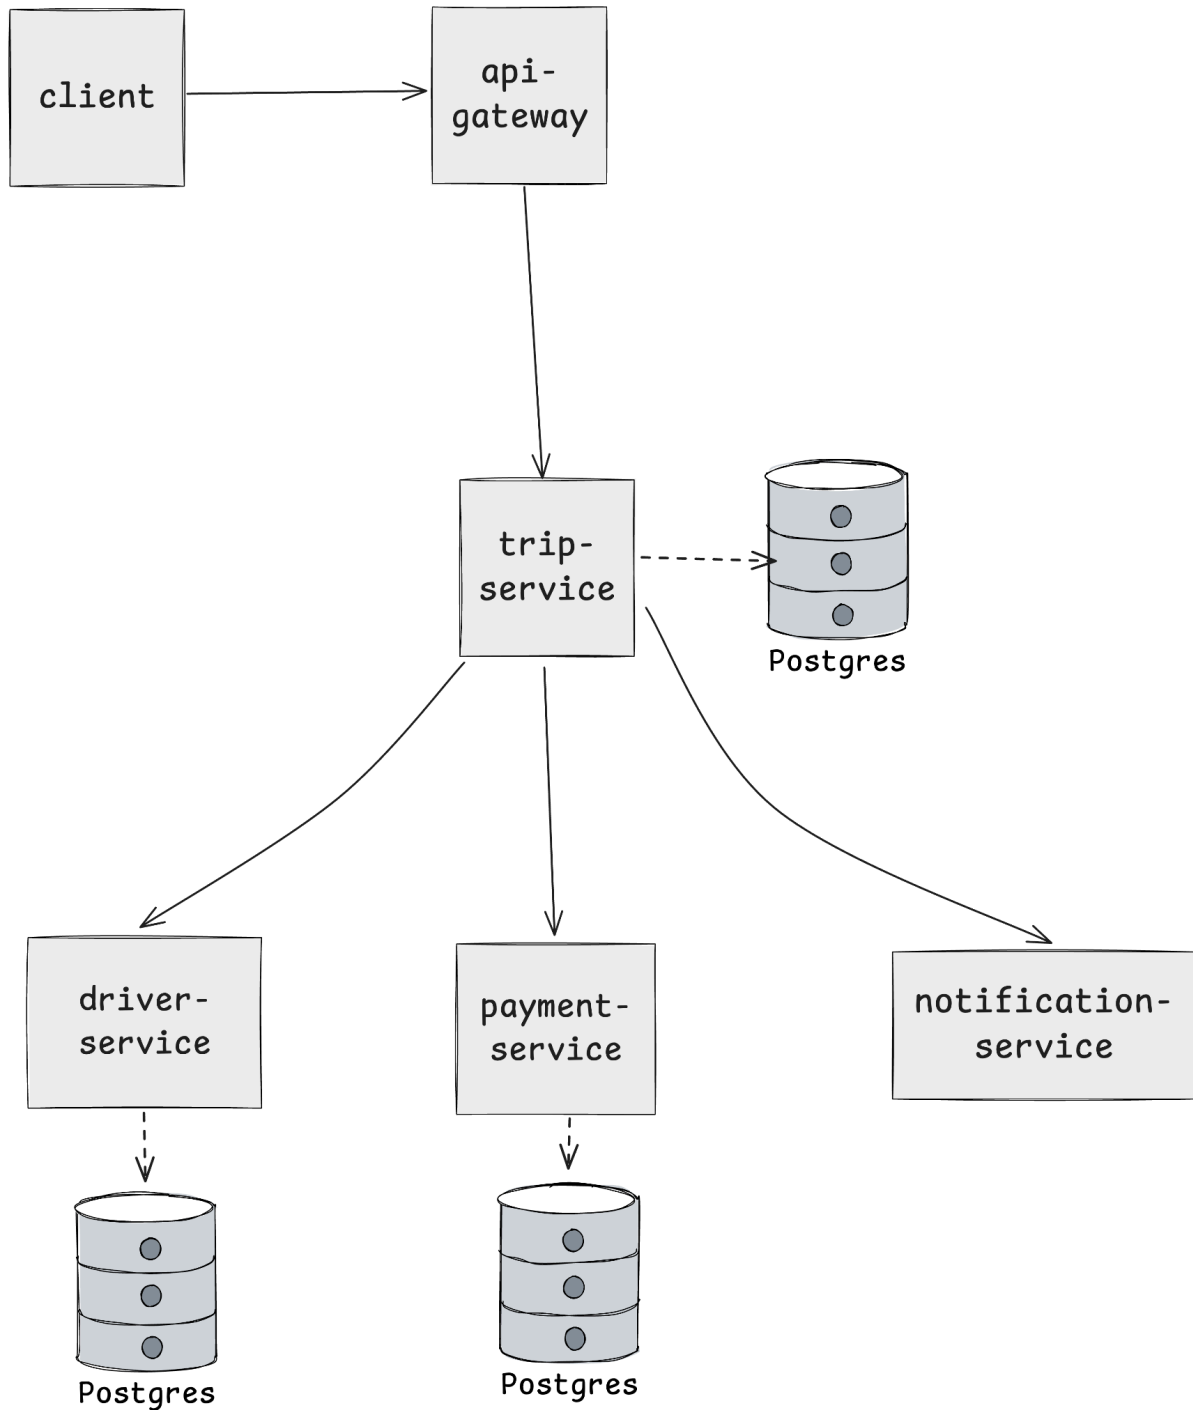 client
api-
gateway
trip-
service
Postgres
driver-
service
payment-
service
notification-
service
Postgres
Postgres